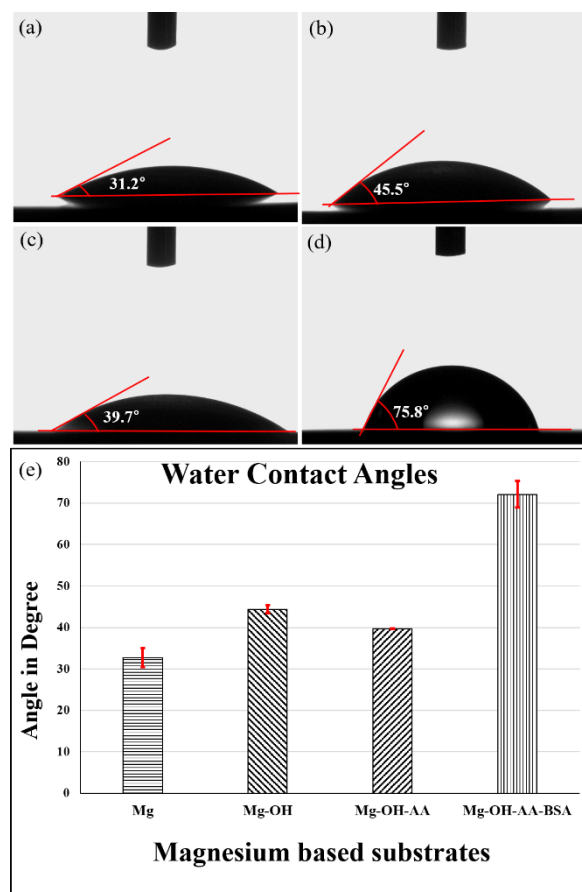 (a)
31.2°
(b)
45.5°
(c)
39.7°
(d)
75.8°
(e)
Water Contact Angles
80
70
60
50
40
30
20
10
0
Angle in Degree
Mg
Mg-OH
Mg-OH-AA
Mg-OH-AA-BSA
Magnesium based substrates